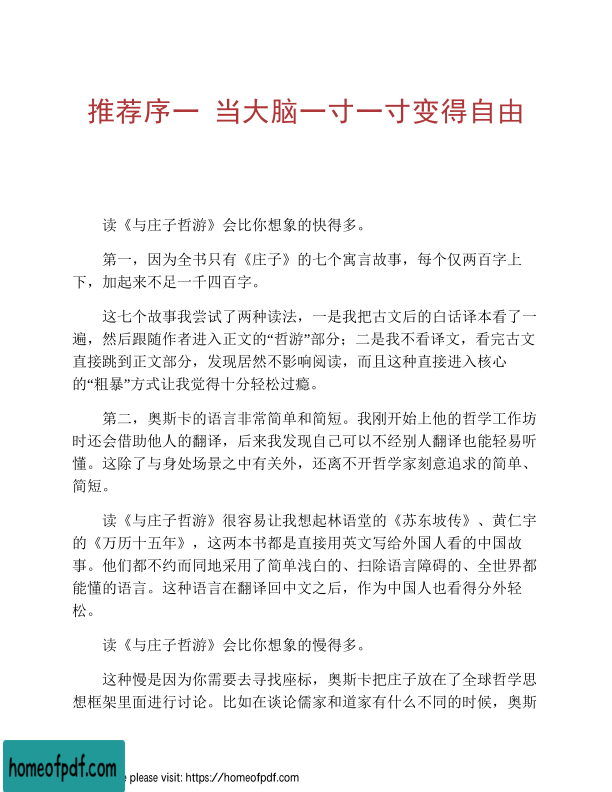 推荐序一 当大脑一寸一寸变得自由
读《与庄子哲游》会比你想象的快得多。
第一，因为全书只有《庄子》的七个寓言故事，每个仅两百字上
下，加起来不足一千四百字。
这七个故事我尝试了两种读法，一是我把古文后的白话译本看了一
遍，然后跟随作者进入正文的“哲游”部分；二是我不看译文，看完古文
直接跳到正文部分，发现居然不影响阅读，而且这种直接进入核心
的“粗暴”方式让我觉得十分轻松过瘾。
第二，奥斯卡的语言非常简单和简短。我刚开始上他的哲学工作坊
时还会借助他人的翻译，后来我发现自己可以不经别人翻译也能轻易听
懂。这除了与身处场景之中有关外，还离不开哲学家刻意追求的简单、
简短。
读《与庄子哲游》很容易让我想起林语堂的《苏东坡传》、黄仁宇
的《万历十五年》，这两本书都是直接用英文写给外国人看的中国故
事。他们都不约而同地采用了简单浅白的、扫除语言障碍的、全世界都
能懂的语言。这种语言在翻译回中文之后，作为中国人也看得分外轻
松。
读《与庄子哲游》会比你想象的慢得多。
这种慢是因为你需要去寻找座标，奥斯卡把庄子放在了全球哲学思
想框架里面进行讨论。比如在谈论儒家和道家有什么不同的时候，奥斯
homeofpdf.com
e please visit: https://homeofpdf.com